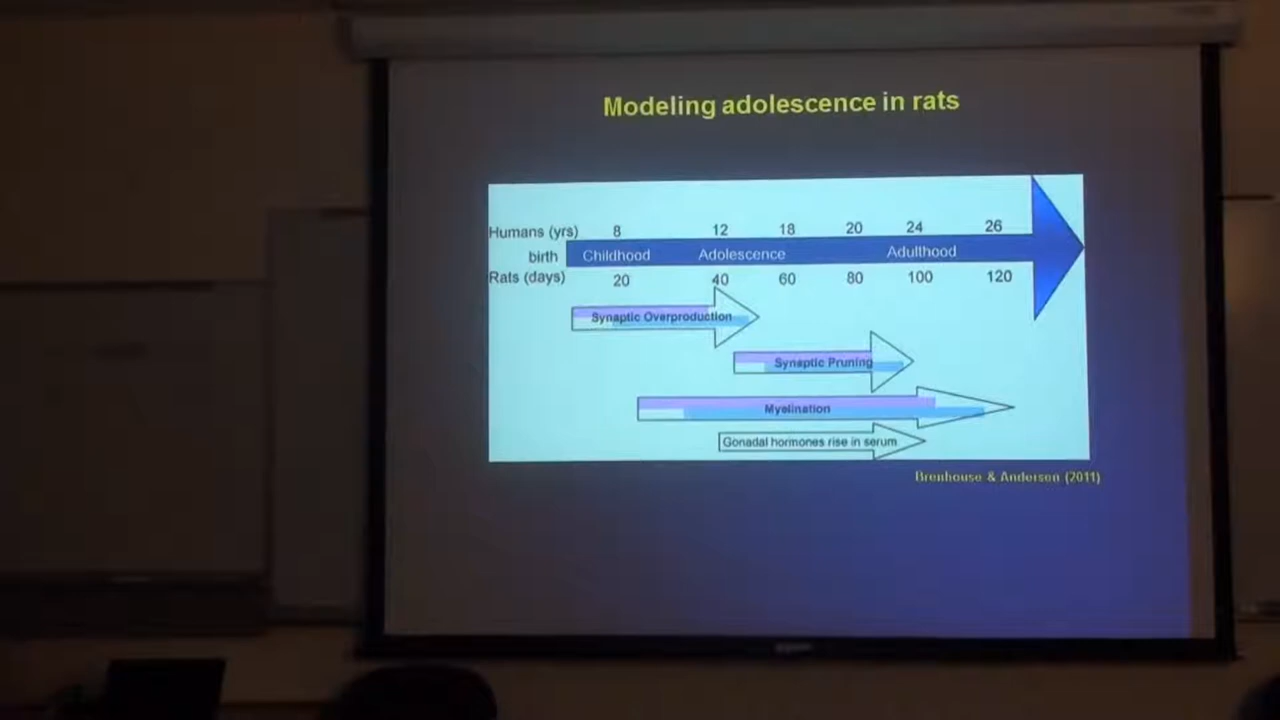 Modeling adolescence in rats
Humans (yrs) 8 12 18 20 24 26
birth Childhood Adolescence Adulthood
Rats (days) 20 40 60 80 100 120
Synaptic Overproduction
Synaptic Pruning
Myelination
Gonadal hormones rise in serum
Brenhouse & Andersen (2011)